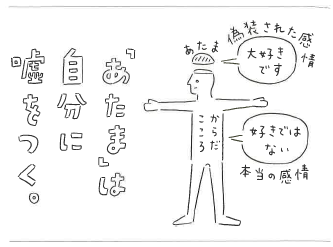 「あたま」は
自分に
『嘘をつく。
あたま
偽装された感情
大好き
です
からだ
こころ
好きでは
ない
本当の感情